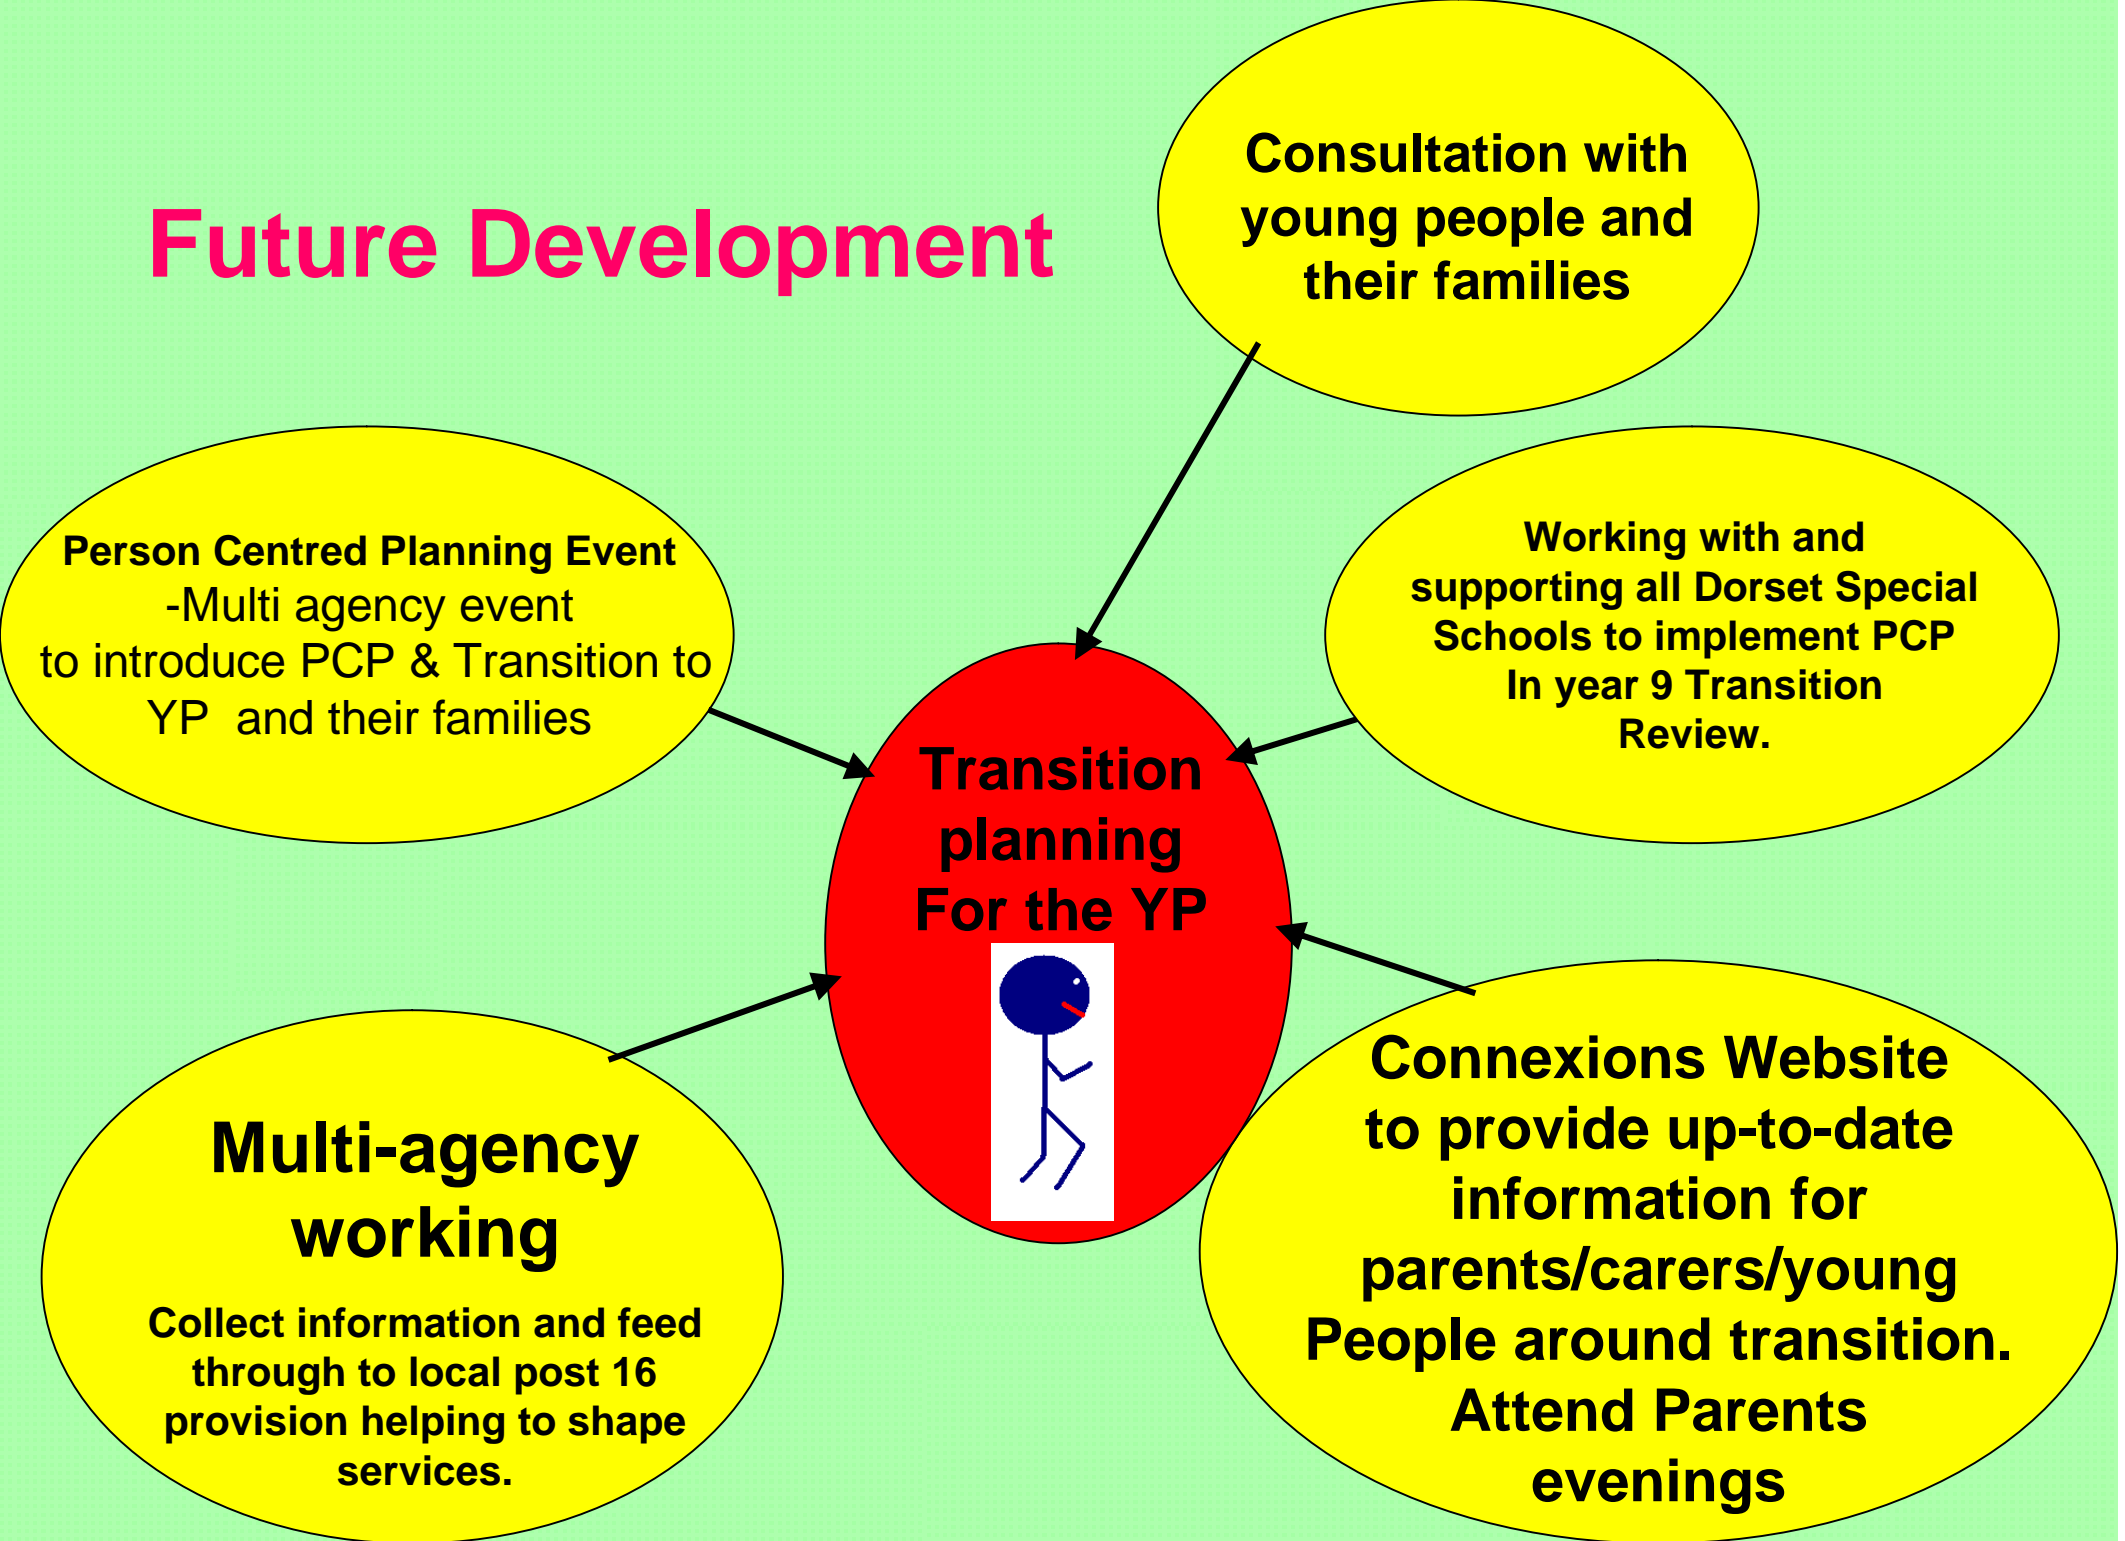 Future Development
Consultation with
young people and
their families
Person Centred Planning Event
-Multi agency event
to introduce PCP & Transition to
YP and their families
Working with and
supporting all Dorset Special
Schools to implement PCP
In year 9 Transition
Review.
Transition
planning
For the YP
Multi-agency
working
Collect information and feed
through to local post 16
provision helping to shape
services.
Connexions Website
to provide up-to-date
information for
parents/carers/young
People around transition.
Attend Parents
evenings